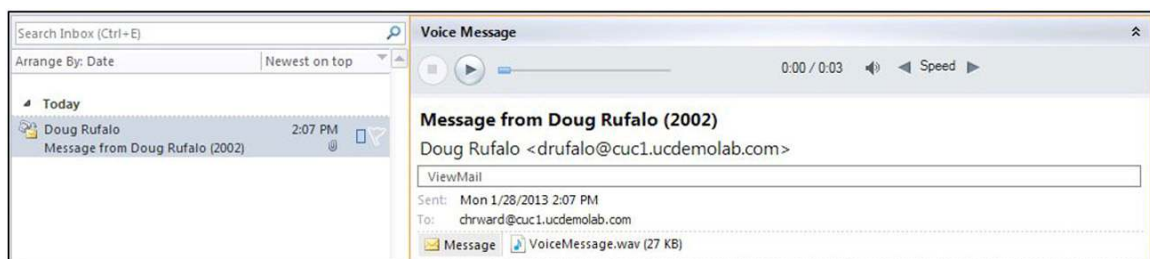 Search Inbox (Ctrl+E)
Arrange By: Date Newest on top
Today
Doug Rufalo 2:07 PM
Message from Doug Rufalo (2002)
Voice Message
0:00 / 0:03 Speed
Message from Doug Rufalo (2002)
Doug Rufalo <drufalo@cuc1.ucdemolab.com>
ViewMail
Sent: Mon 1/28/2013 2:07 PM
To: chrward@cuc1.ucdemolab.com
Message VoiceMessage.wav (27 KB)